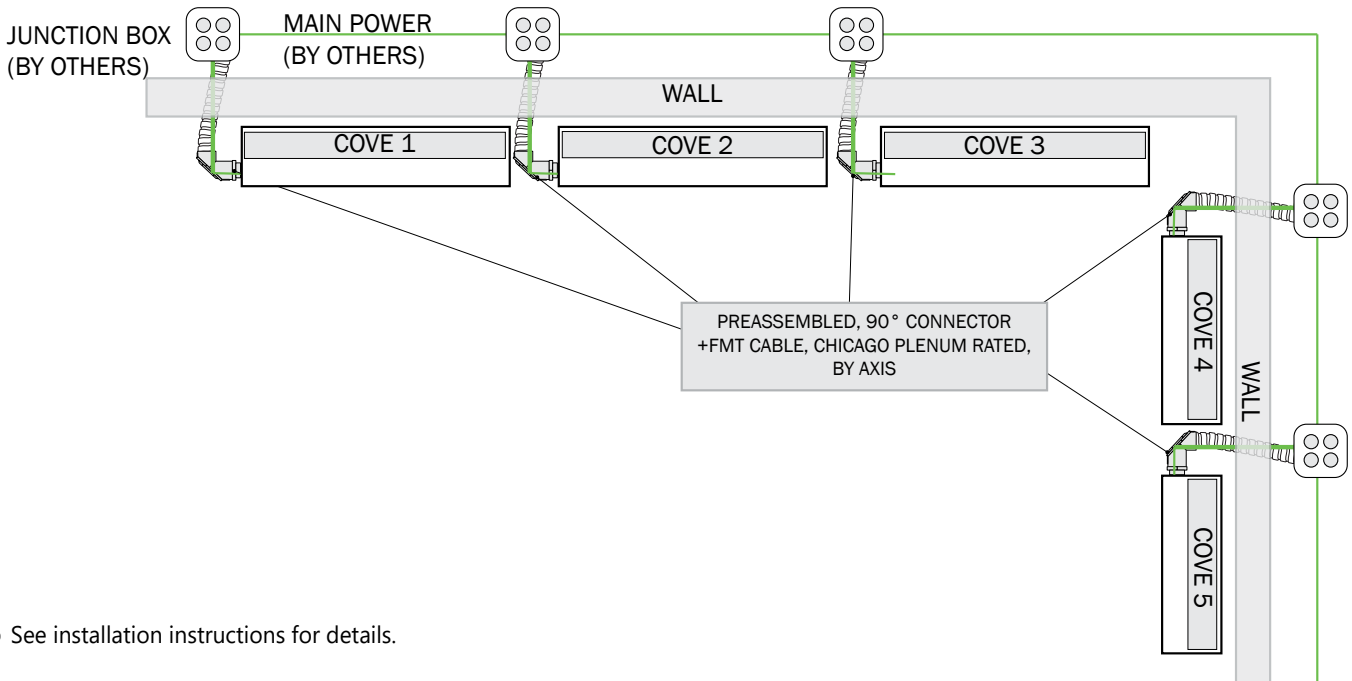 JUNCTION BOX
(BY OTHERS)
MAIN POWER
(BY OTHERS)
WALL
COVE 1
COVE 2
COVE 3
PREASSEMBLED, 90° CONNECTOR
+FMT CABLE, CHICAGO PLENUM RATED,
BY AXIS
COVE 4
WALL
COVE 5
See installation instructions for details.